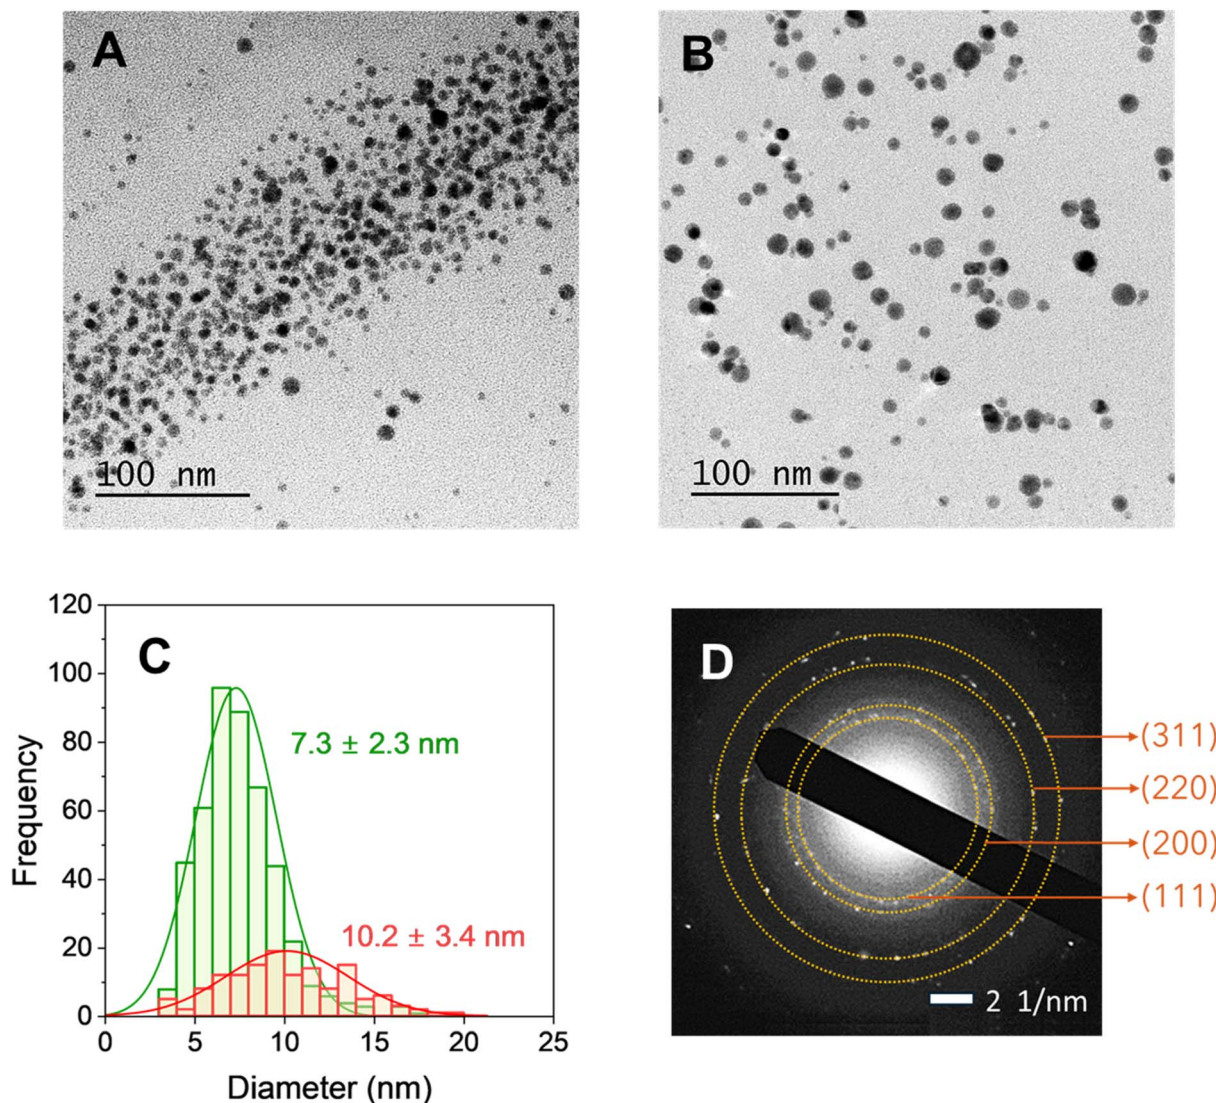 A
100 nm
B
100 nm
C
Frequency
120
100
80
60
40
20
0
7.3 ± 2.3 nm
10.2 ± 3.4 nm
0 5 10 15 20 25
Diameter (nm)
D
(311)
(220)
(200)
(111)
2 1/nm